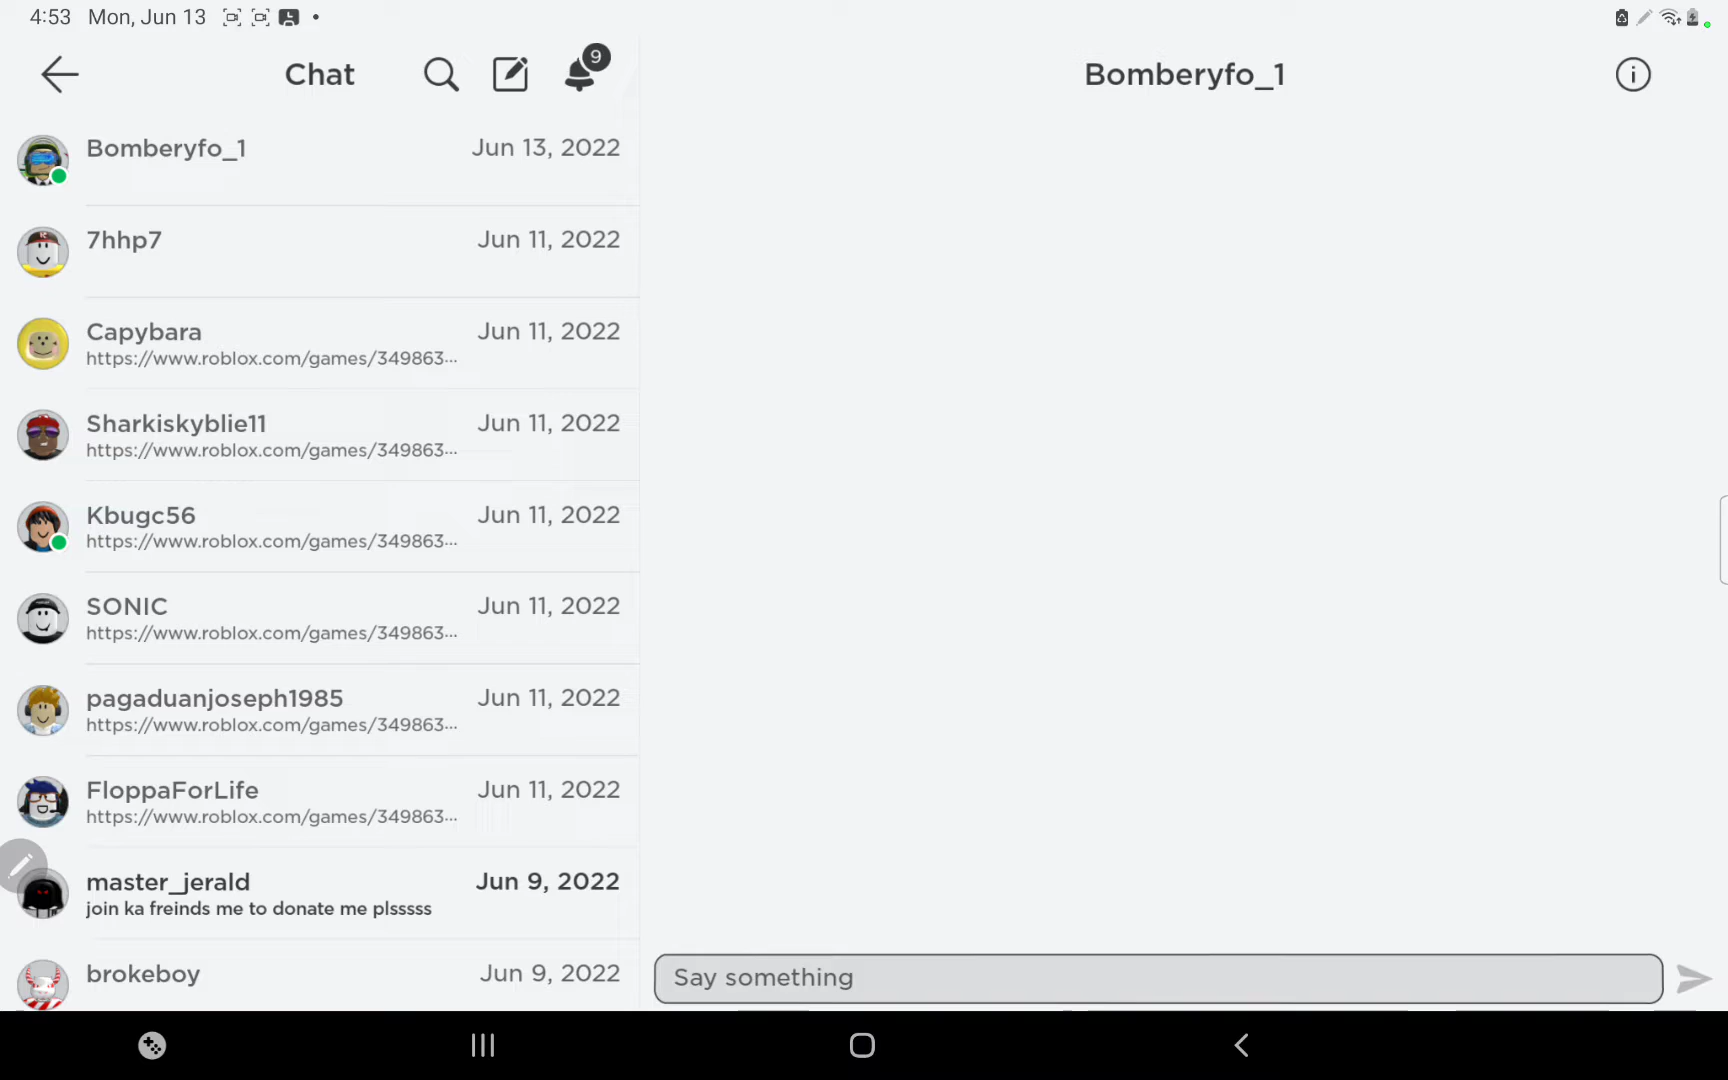 4:53 Mon, Jun 13
Chat
9
Bomberyfo_1
Bomberyfo_1 Jun 13, 2022
7hhp7 Jun 11, 2022
Capybara Jun 11, 2022
https://www.roblox.com/games/349863...
Sharkiskyblie11 Jun 11, 2022
https://www.roblox.com/games/349863...
Kbugc56 Jun 11, 2022
https://www.roblox.com/games/349863...
SONIC Jun 11, 2022
https://www.roblox.com/games/349863...
pagaduanjoseph1985 Jun 11, 2022
https://www.roblox.com/games/349863...
FloppaForLife Jun 11, 2022
https://www.roblox.com/games/349863...
master_jerald Jun 9, 2022
join ka freinds me to donate me plsssss
brokeboy Jun 9, 2022
Say something